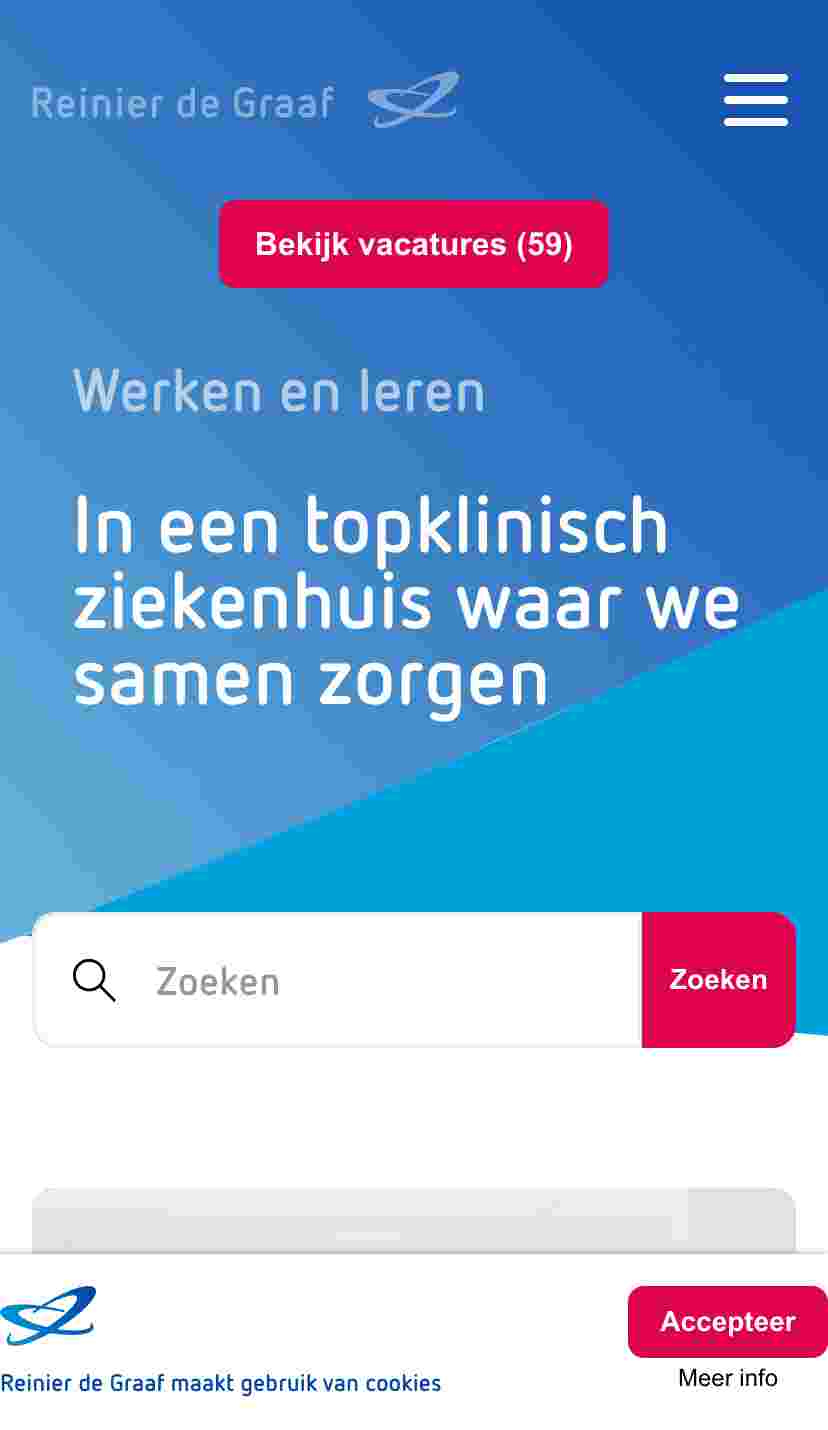 Reinier de Graaf
Bekijk vacatures (59)
Werken en leren
In een topklinisch
ziekenhuis waar we
samen zorgen
Zoeken
Zoeken
Accepteer
Reinier de Graaf maakt gebruik van cookies
Meer info